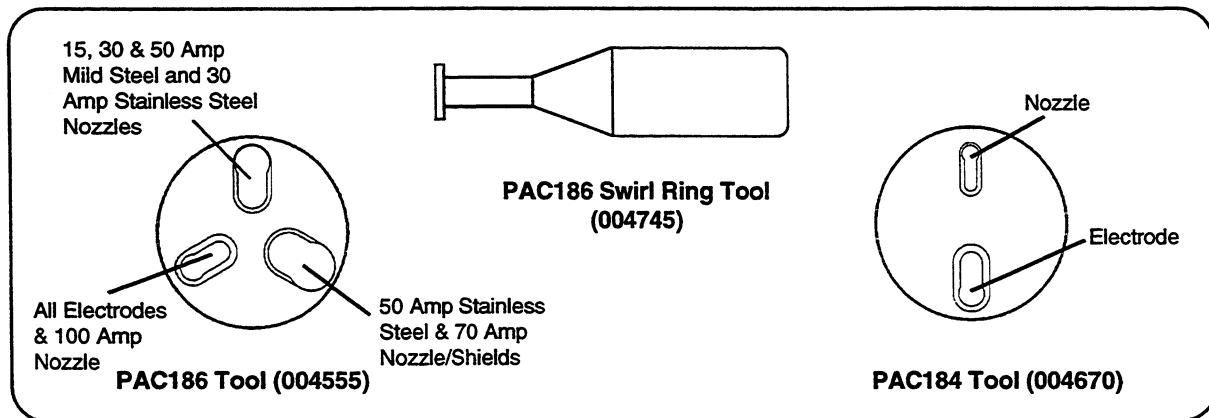 15, 30 & 50 Amp
Mild Steel and 30
Amp Stainless Steel
Nozzles
All Electrodes
& 100 Amp
Nozzle
50 Amp Stainless
Steel & 70 Amp
Nozzle/Shields
PAC186 Tool (004555)
PAC186 Swirl Ring Tool
(004745)
Nozzle
Electrode
PAC184 Tool (004670)